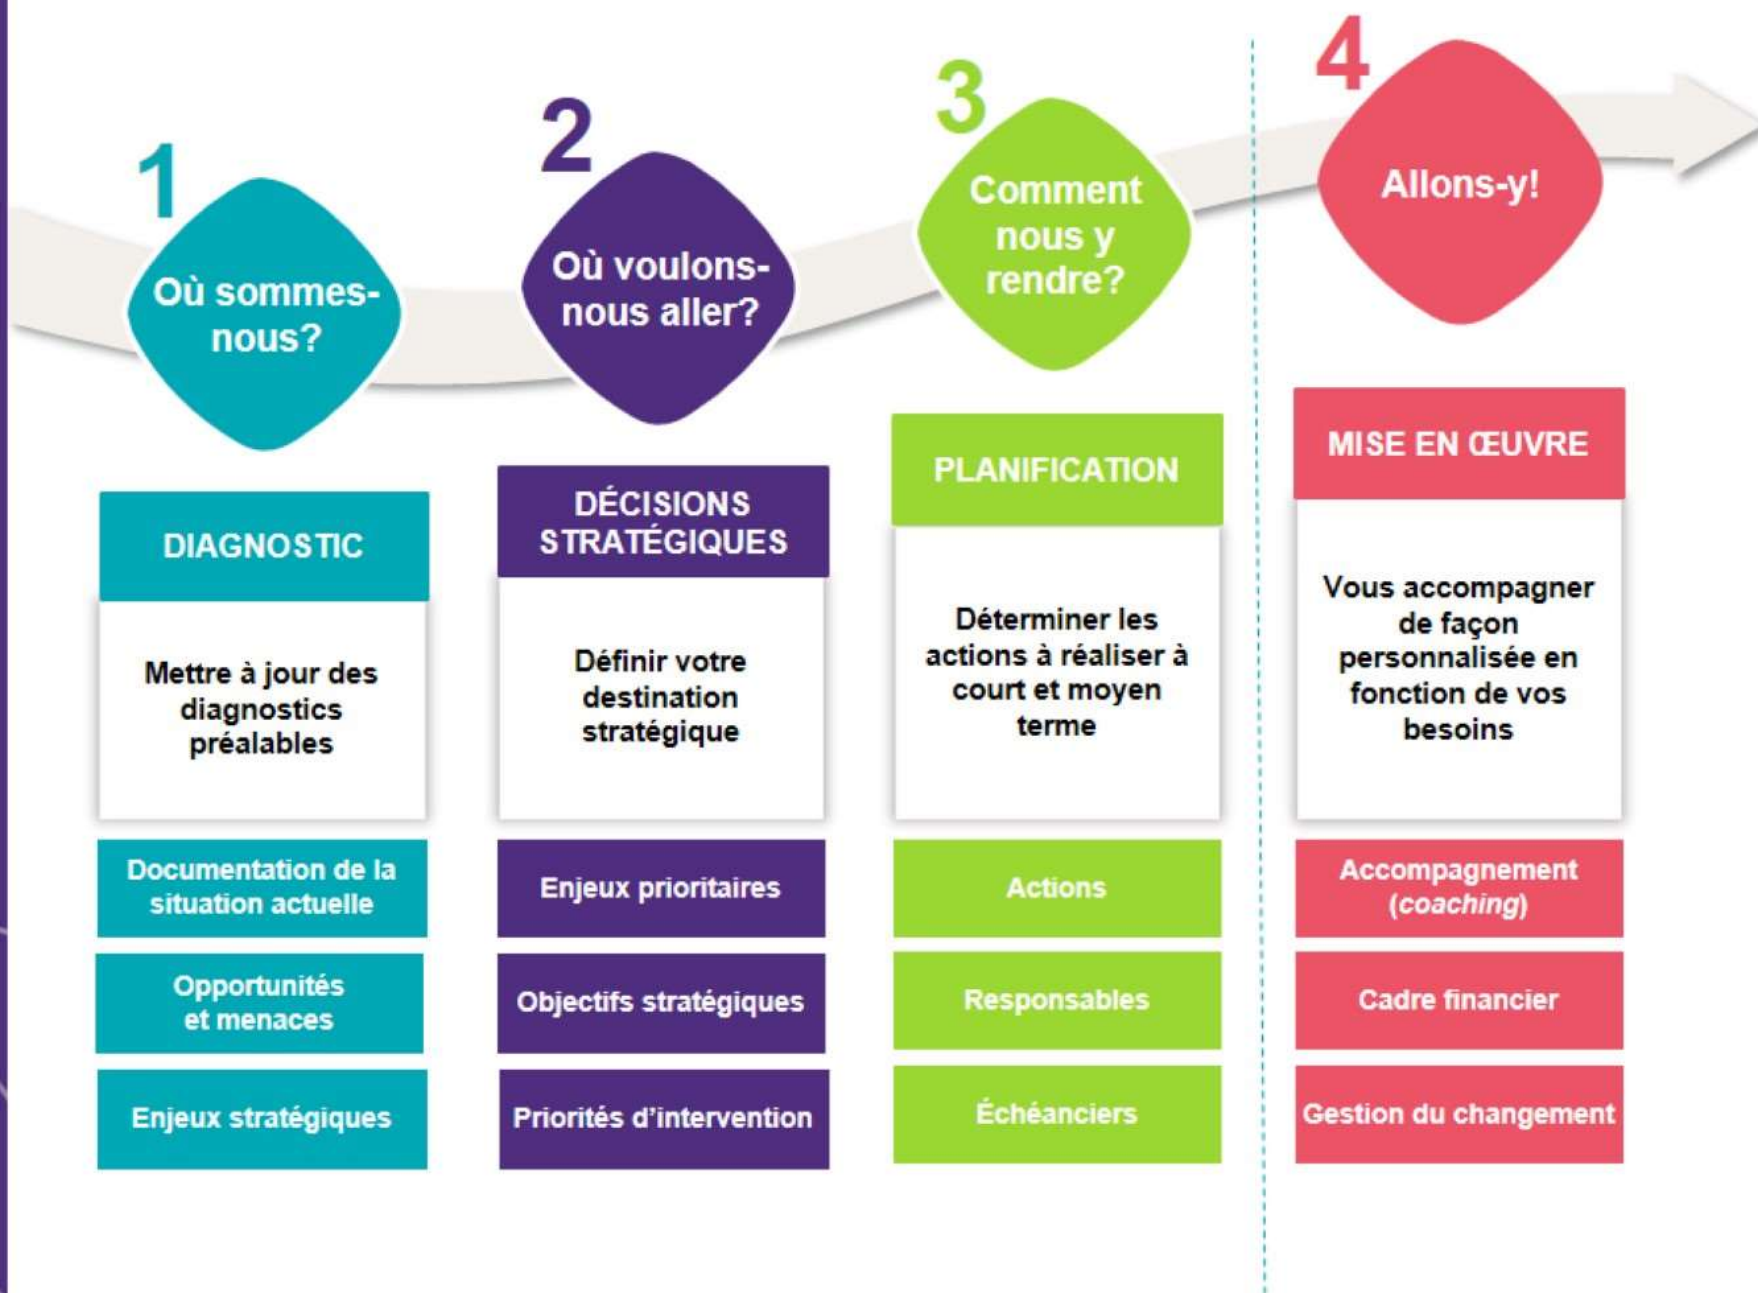 1
Où sommes-
nous?
DIAGNOSTIC
Mettre à jour des
diagnostics
préalables
Documentation de la
situation actuelle
Opportunités
et menaces
Enjeux stratégiques
2
Où voulons-
nous aller?
DÉCISIONS
STRATÉGIQUES
Définir votre
destination
stratégique
Enjeux prioritaires
Objectifs stratégiques
Priorités d’intervention
3
Comment
nous y
rendre?
PLANIFICATION
Déterminer les
actions à réaliser à
court et moyen
terme
Actions
Responsables
Échéanciers
4
Allons-y!
MISE EN ŒUVRE
Vous accompagner
de façon
personnalisée en
fonction de vos
besoins
Accompagnement
(coaching)
Cadre financier
Gestion du changement